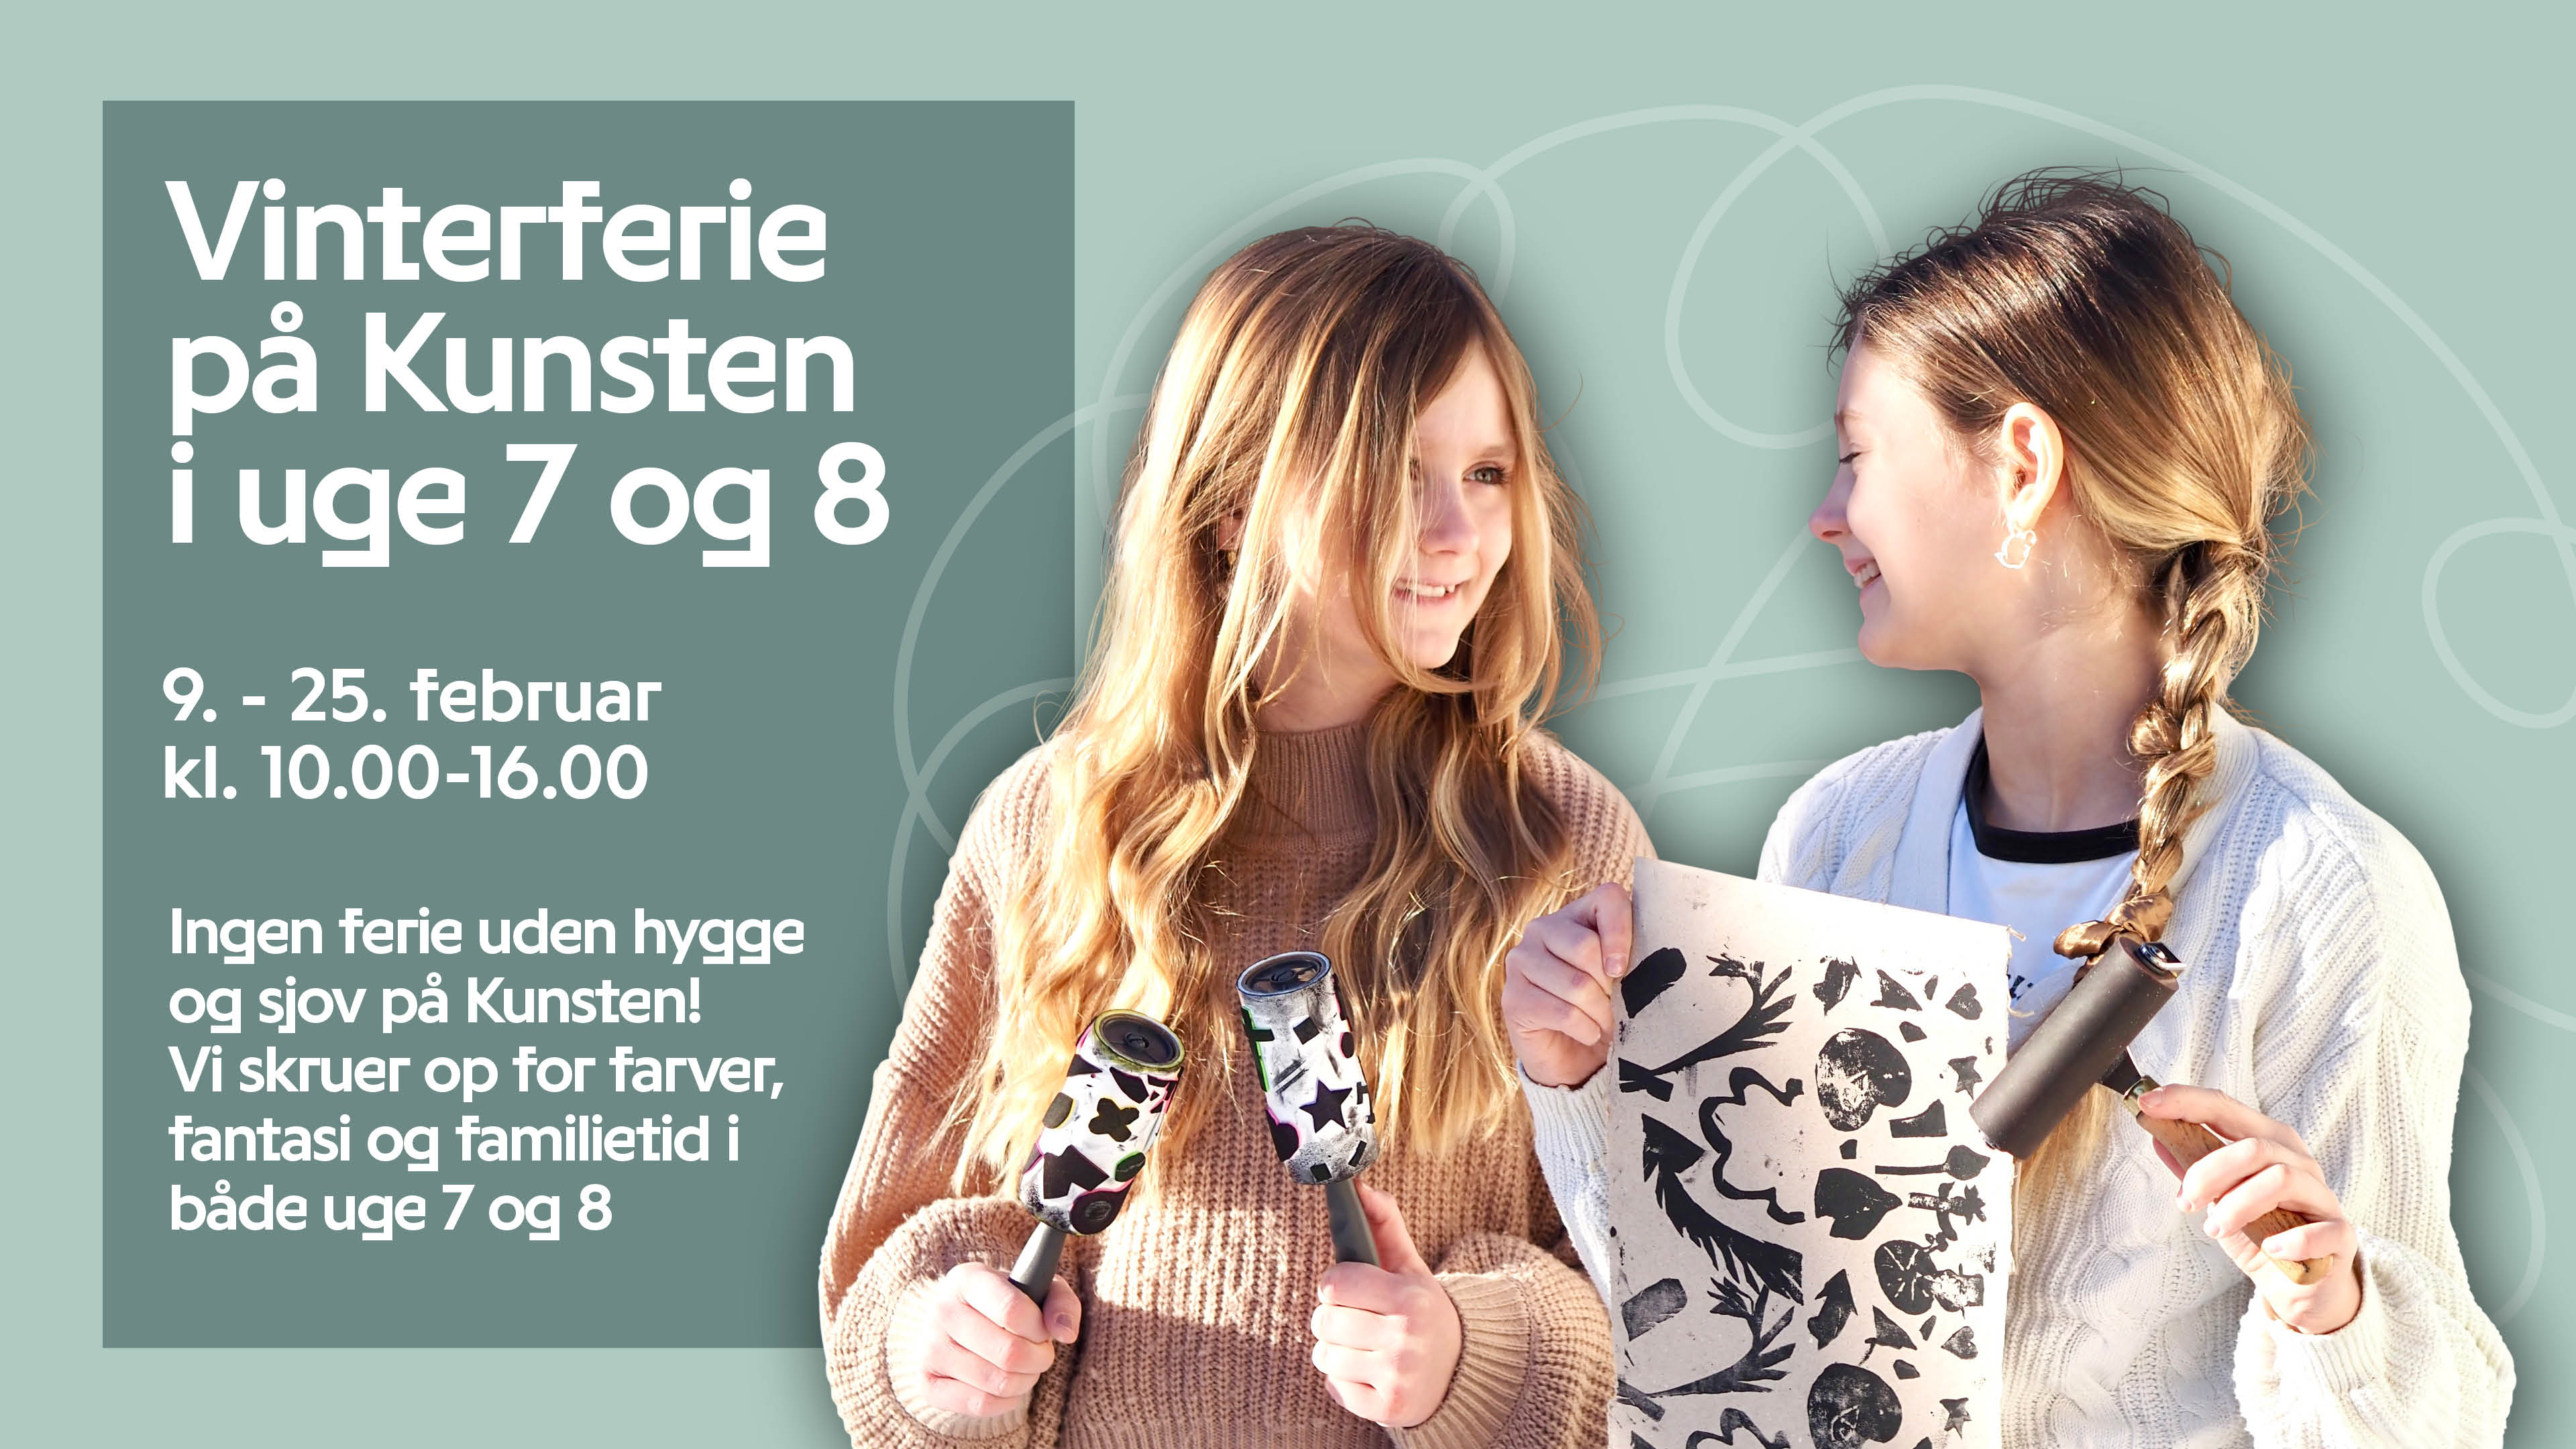 Vinterferie
på Kunsten
i uge 7 og 8
9. - 25. februar
kl. 10.00-16.00
Ingen ferie uden hygge
og sjov på Kunsten!
Vi skruer op for farver,
fantasi og familietid i
både uge 7 og 8